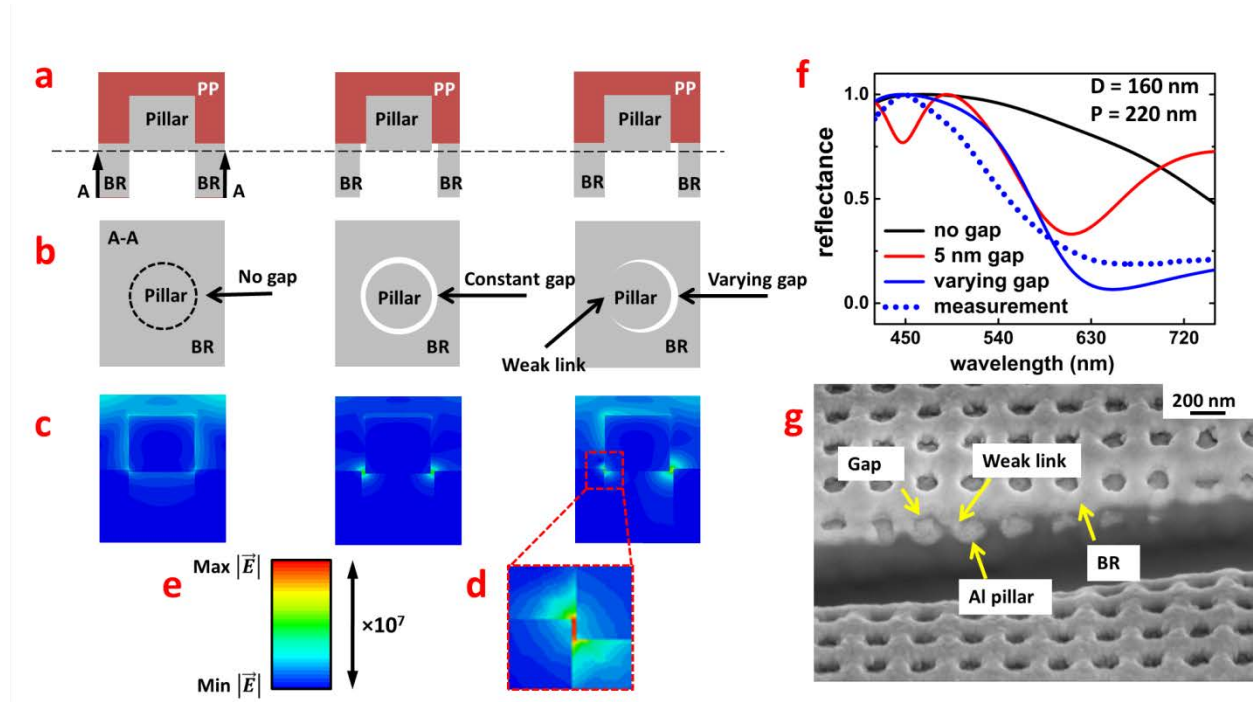 a
PP
Pillar
BR
BR
A
A
PP
Pillar
BR
BR
PP
Pillar
BR
BR
b
A-A
Pillar
No gap
BR
Pillar
Constant gap
BR
Pillar
Varying gap
Weak link
BR
c
e
Max |E⃗|
×10⁷
Min |E⃗|
d
f
D = 160 nm
P = 220 nm
reflectance
1.0
0.5
0.0
no gap
5 nm gap
varying gap
measurement
450 540 630 720
wavelength (nm)
g
200 nm
Gap
Weak link
BR
Al pillar